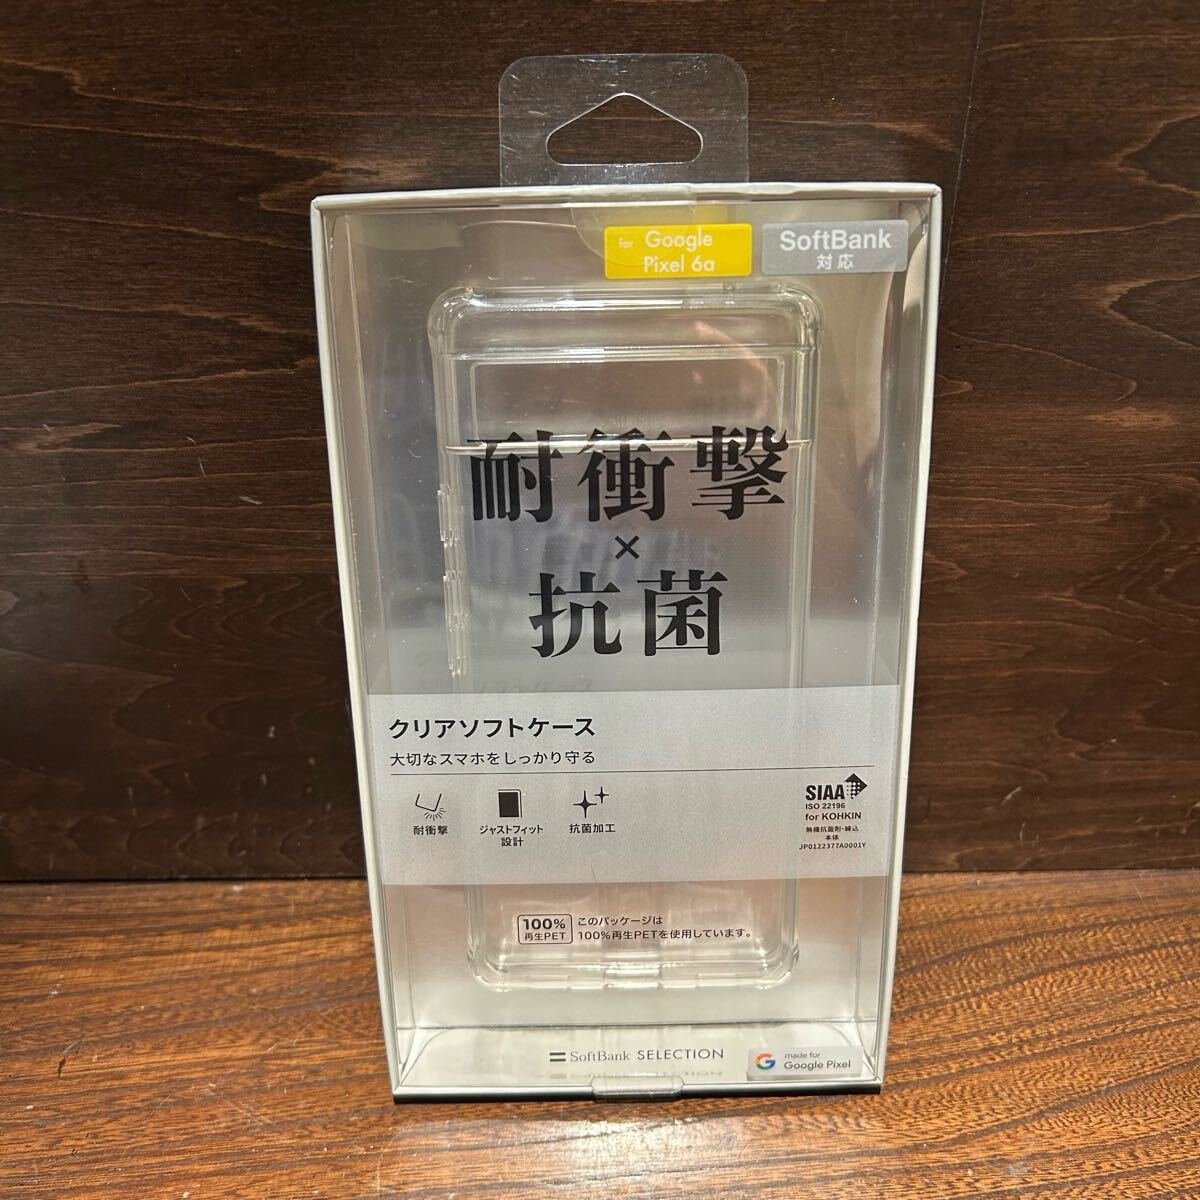 for Google
Pixel 6a
SoftBank
対応
耐衝撃
×
抗菌
クリアソフトケース
大切なスマホをしっかり守る
耐衝撃
ジャストフィット
設計
抗菌加工
SIAA
ISO 22196
for KOHKIN
無機抗菌剤・練込
本体
JP0122377A0001Y
100%
再生PET
このパッケージは
100%再生PETを使用しています。
SoftBank SELECTION
made for
Google Pixel